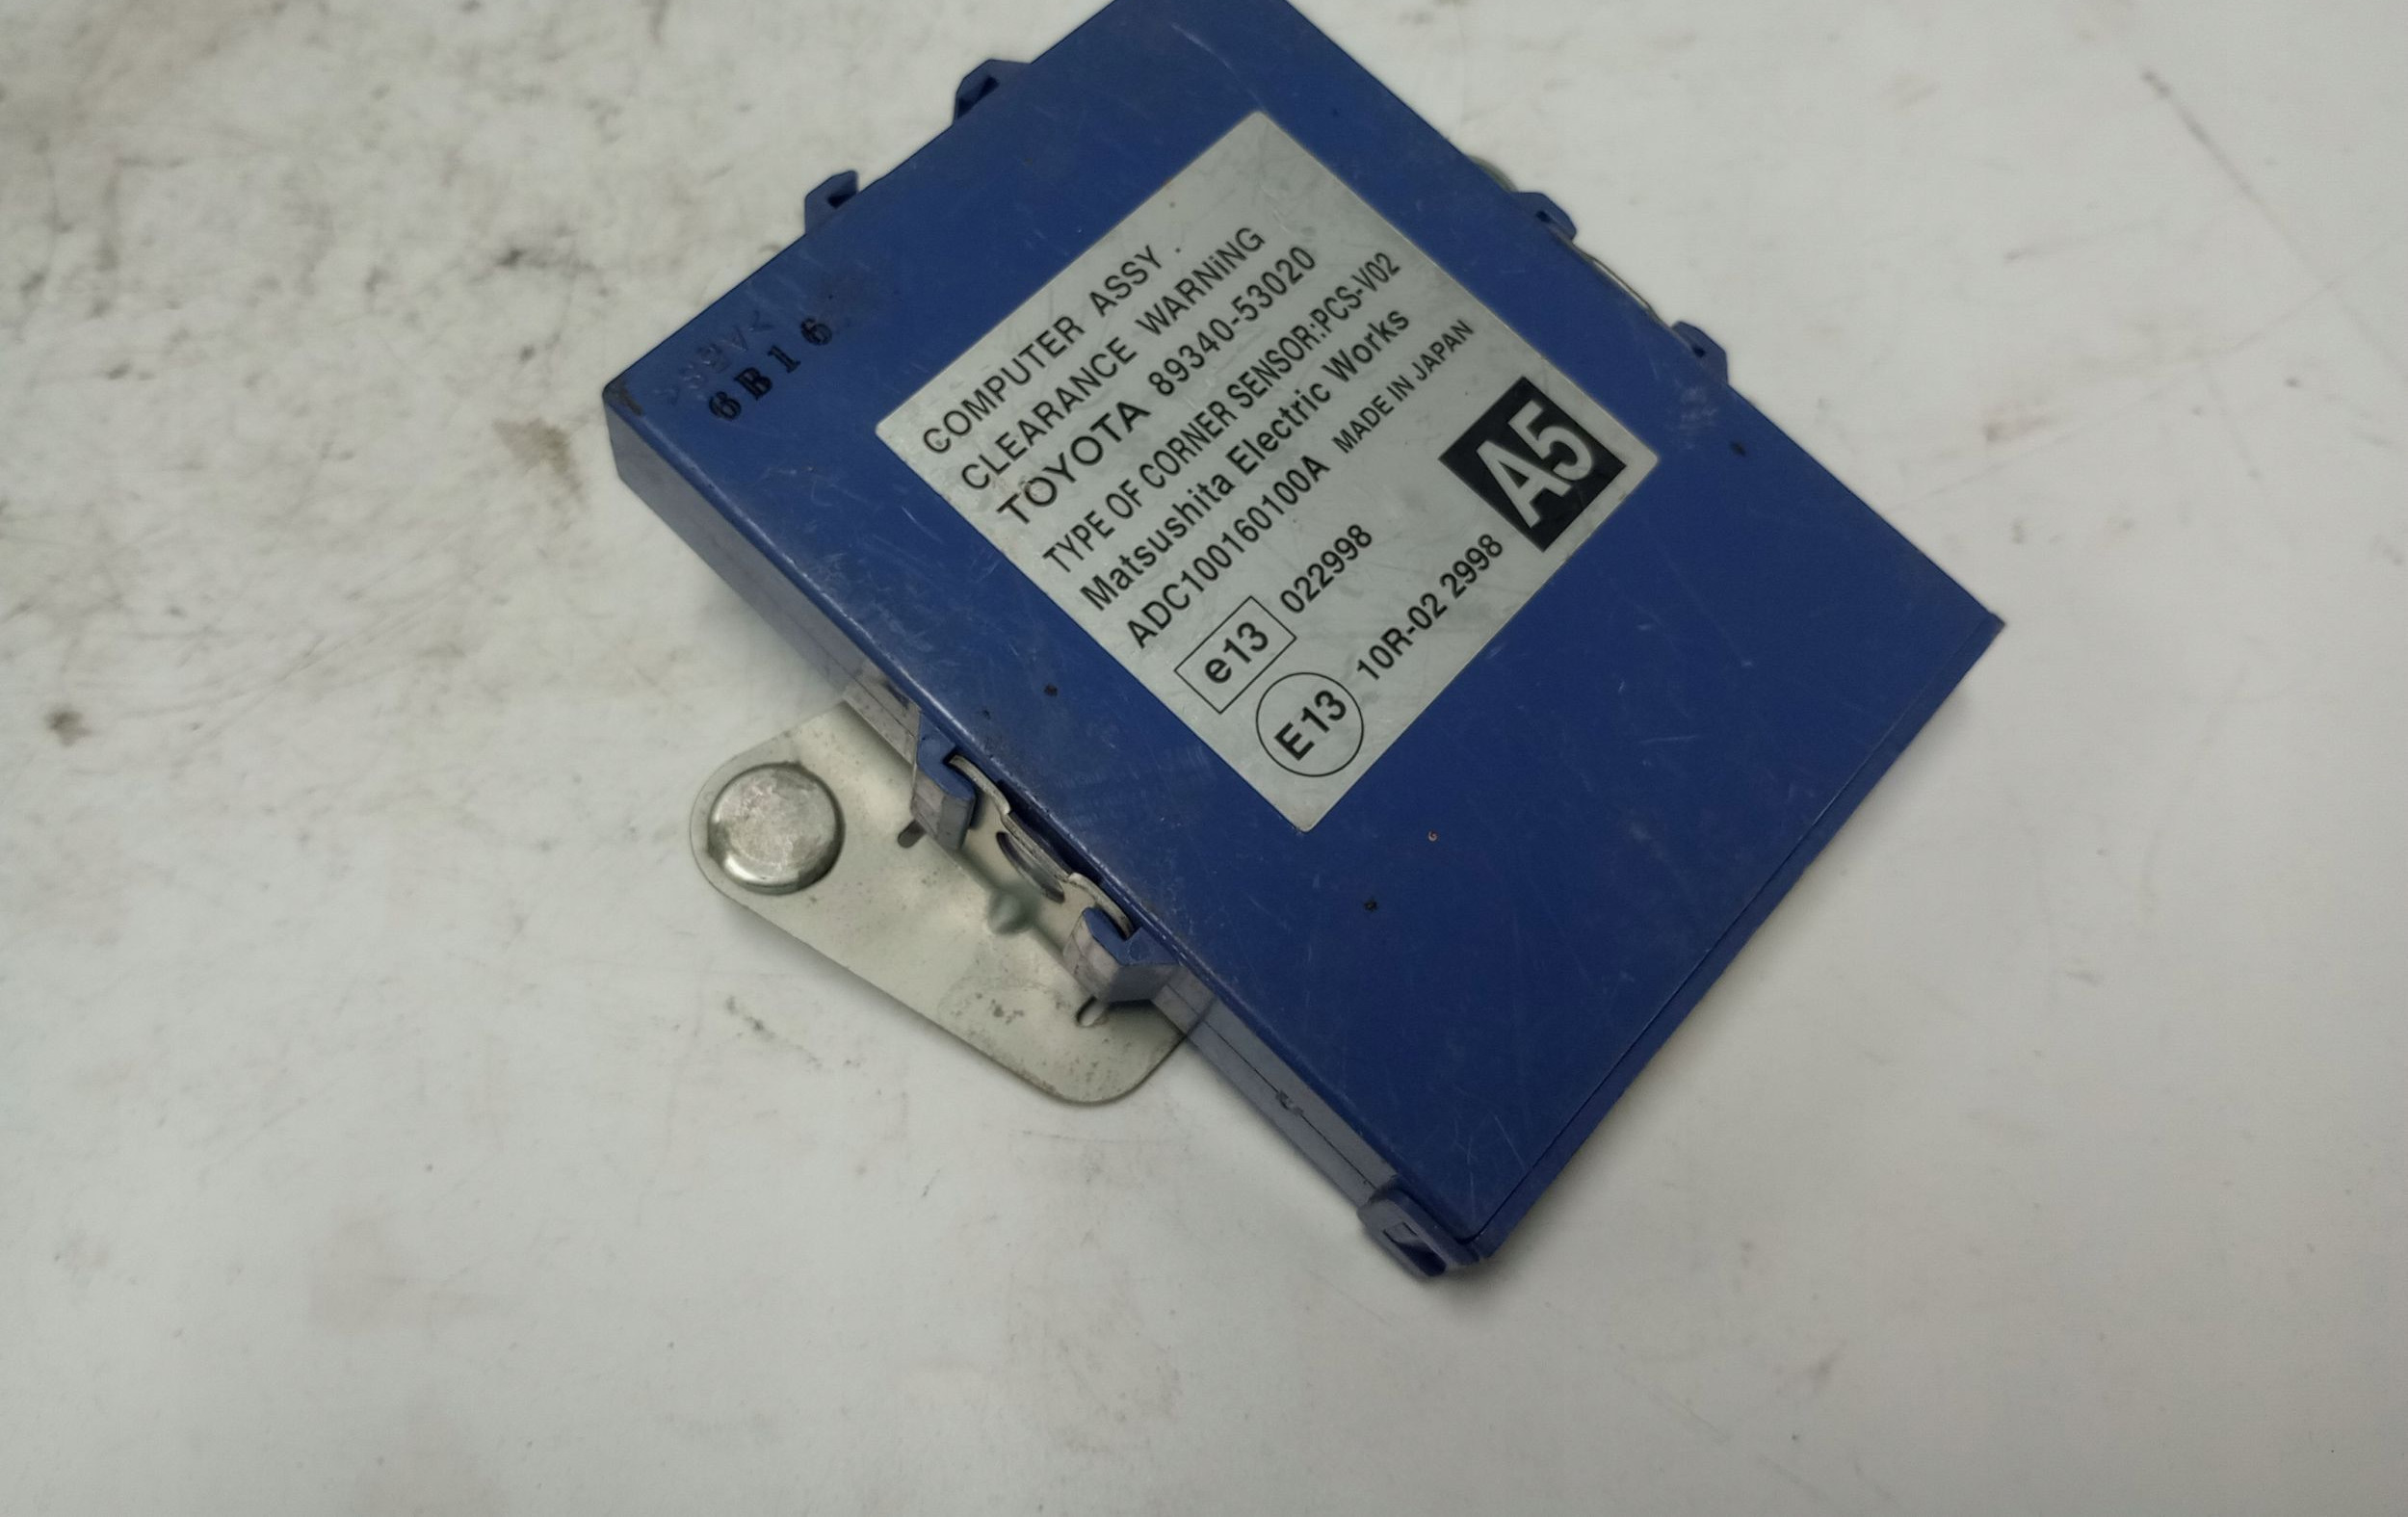 6B16
COMPUTER ASSY
CLEARANCE WARNiNG
TOYOTA 89340-53020
TYPE OF CORNER SENSOR:PCS-V02
Matsushita Electric Works
ADC100160100A MADE IN JAPAN
e13 022998
E13 10R-02 2998
A5